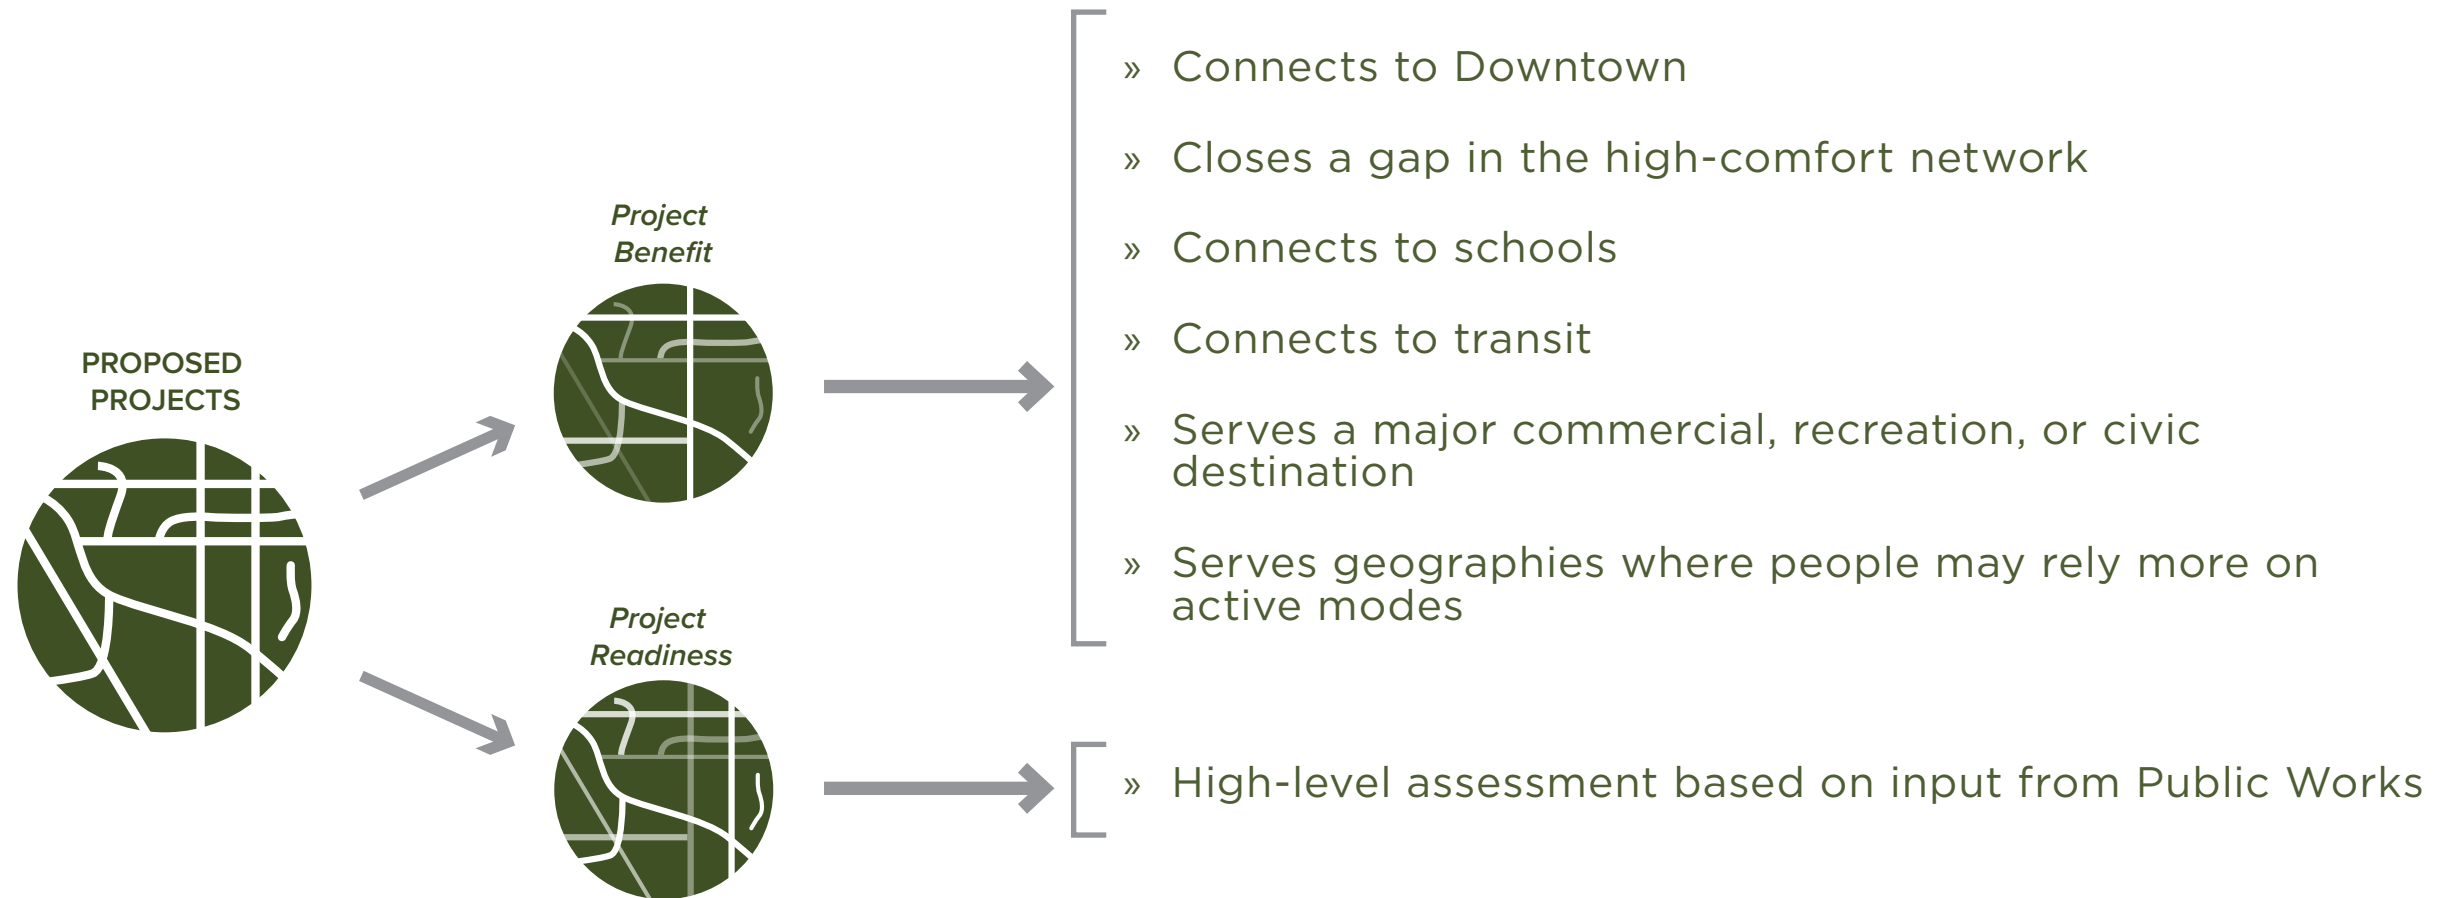 PROPOSED
PROJECTS
Project
Benefit
» Connects to Downtown
» Closes a gap in the high-comfort network
» Connects to schools
» Connects to transit
» Serves a major commercial, recreation, or civic
destination
» Serves geographies where people may rely more on
active modes
Project
Readiness
» High-level assessment based on input from Public Works